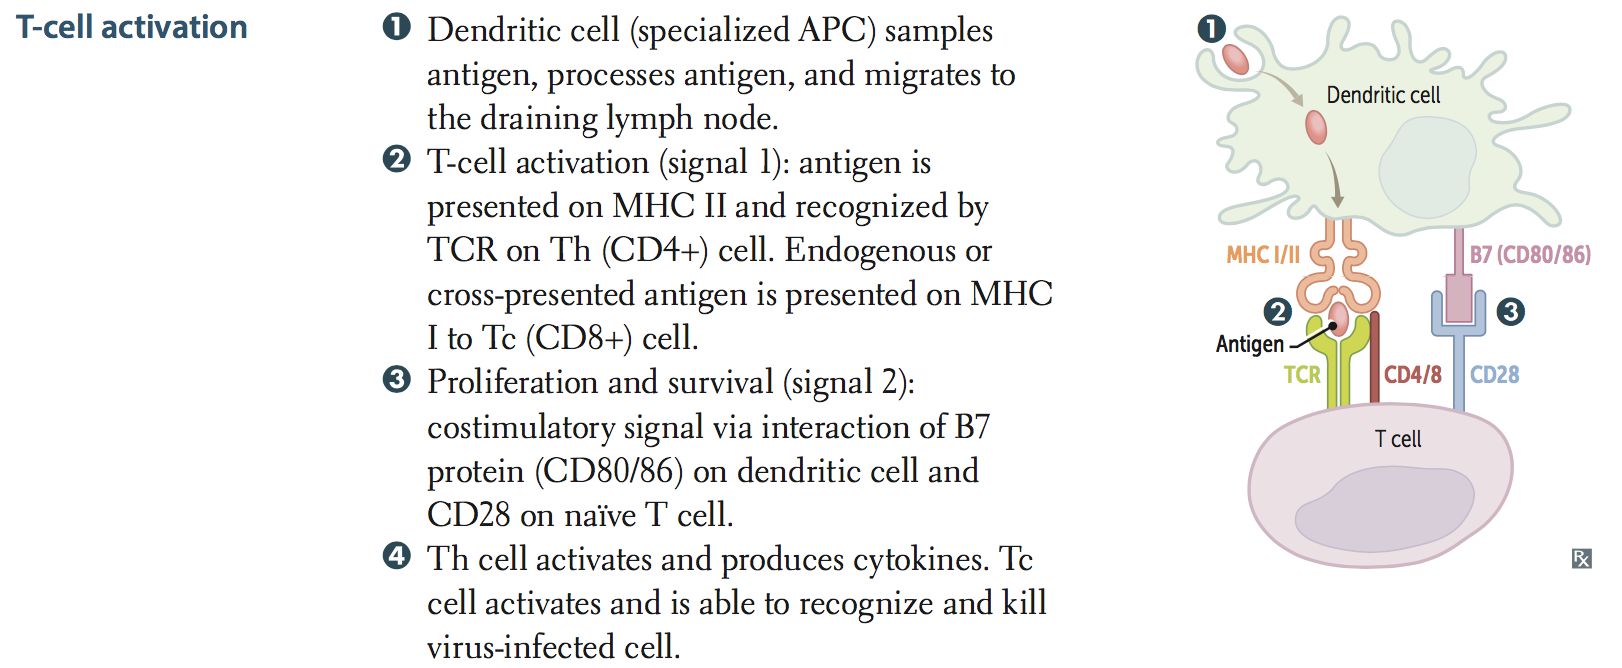 T-cell activation
❶ Dendritic cell (specialized APC) samples
antigen, processes antigen, and migrates to
the draining lymph node.
❷ T-cell activation (signal 1): antigen is
presented on MHC II and recognized by
TCR on Th (CD4+) cell. Endogenous or
cross-presented antigen is presented on MHC
I to Tc (CD8+) cell.
❸ Proliferation and survival (signal 2):
costimulatory signal via interaction of B7
protein (CD80/86) on dendritic cell and
CD28 on naïve T cell.
❹ Th cell activates and produces cytokines. Tc
cell activates and is able to recognize and kill
virus-infected cell.
❶
Dendritic cell
MHC I/II
B7 (CD80/86)
❷
❸
Antigen
TCR
CD4/8
CD28
T cell
Rx